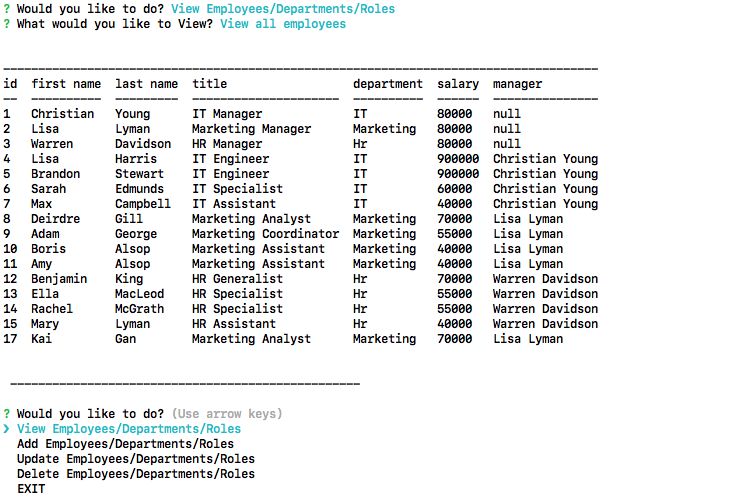 ? Would you like to do? View Employees/Departments/Roles
? What would you like to View? View all employees
id  first name  last name  title                  department  salary  manager
1   Christian   Young      IT Manager             IT          80000   null
2   Lisa        Lyman      Marketing Manager      Marketing   80000   null
3   Warren      Davidson   HR Manager             Hr          80000   null
4   Lisa        Harris     IT Engineer            IT          900000  Christian Young
5   Brandon     Stewart    IT Engineer            IT          900000  Christian Young
6   Sarah       Edmunds    IT Specialist          IT          60000   Christian Young
7   Max         Campbell   IT Assistant           IT          40000   Christian Young
8   Deirdre     Gill       Marketing Analyst      Marketing   70000   Lisa Lyman
9   Adam        George     Marketing Coordinator  Marketing   55000   Lisa Lyman
10  Boris       Alsop      Marketing Assistant    Marketing   40000   Lisa Lyman
11  Amy         Alsop      Marketing Assistant    Marketing   40000   Lisa Lyman
12  Benjamin    King       HR Generalist          Hr          70000   Warren Davidson
13  Ella        MacLeod    HR Specialist          Hr          55000   Warren Davidson
14  Rachel      McGrath    HR Specialist          Hr          55000   Warren Davidson
15  Mary        Lyman      HR Assistant           Hr          40000   Warren Davidson
17  Kai         Gan        Marketing Analyst      Marketing   70000   Lisa Lyman
? Would you like to do? (Use arrow keys)
❯ View Employees/Departments/Roles
  Add Employees/Departments/Roles
  Update Employees/Departments/Roles
  Delete Employees/Departments/Roles
  EXIT